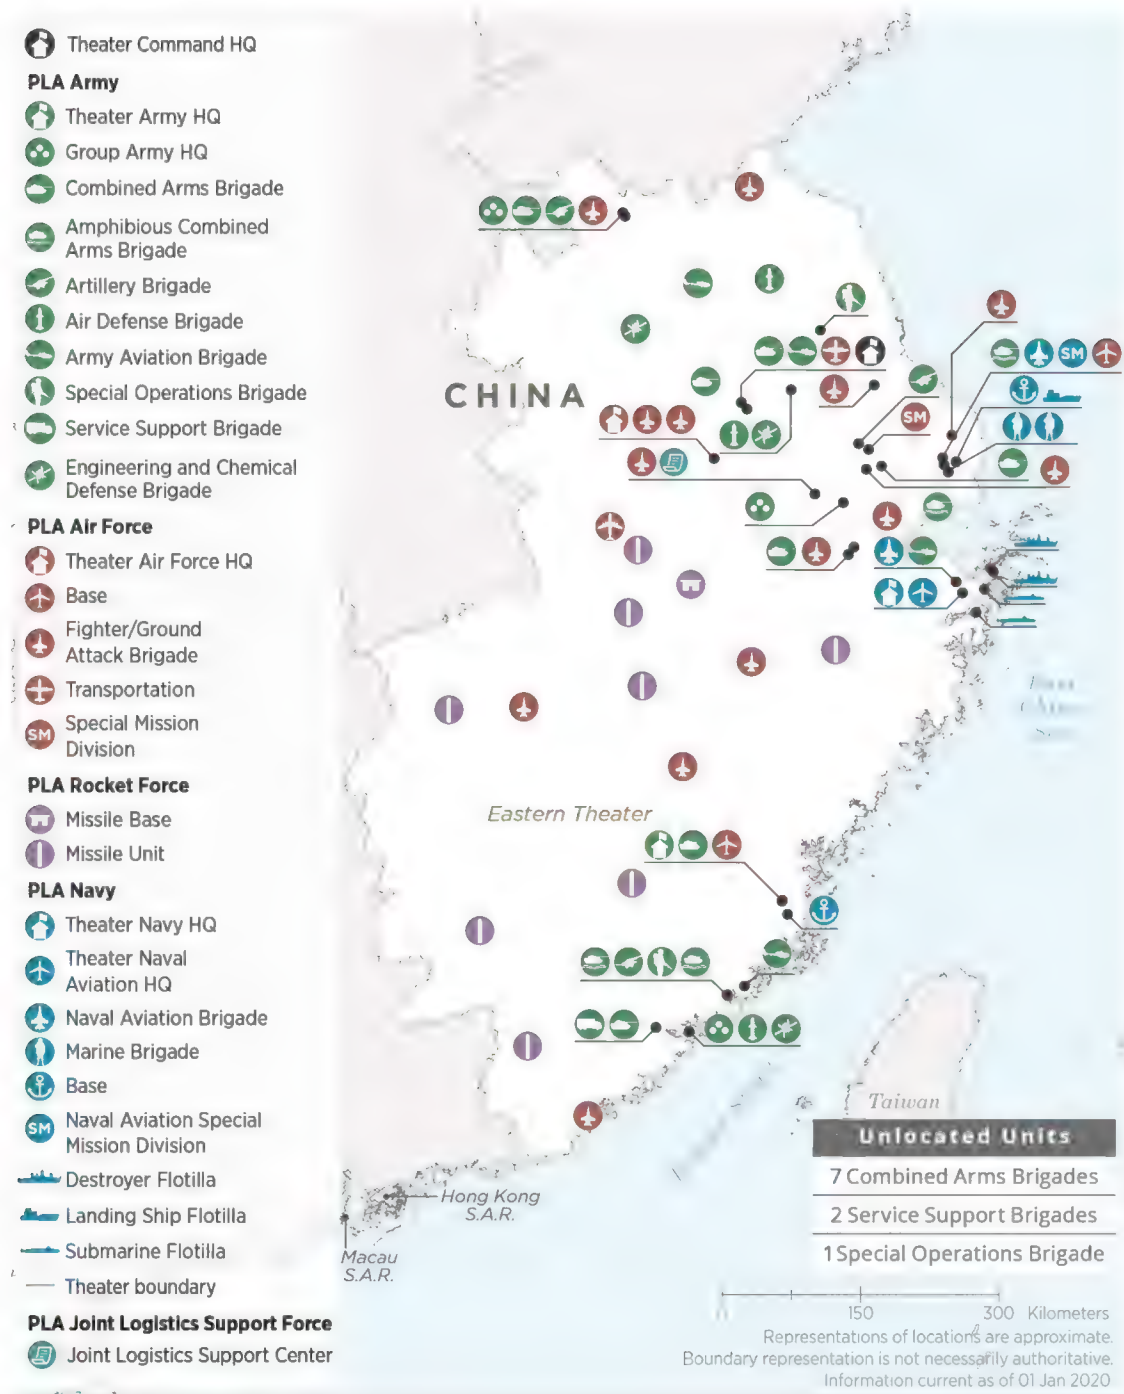 Theater Command HQ
PLA Army
Theater Army HQ
Group Army HQ
Combined Arms Brigade
Amphibious Combined
Arms Brigade
Artillery Brigade
Air Defense Brigade
Army Aviation Brigade
Special Operations Brigade
Service Support Brigade
Engineering and Chemical
Defense Brigade
PLA Air Force
Theater Air Force HQ
Base
Fighter/Ground
Attack Brigade
Transportation
SM
Special Mission
Division
PLA Rocket Force
Missile Base
Missile Unit
PLA Navy
Theater Navy HQ
Theater Naval
Aviation HQ
Naval Aviation Brigade
Marine Brigade
Base
SM
Naval Aviation Special
Mission Division
Destroyer Flotilla
Landing Ship Flotilla
Submarine Flotilla
Theater boundary
PLA Joint Logistics Support Force
Joint Logistics Support Center
SM
CHINA
SM
Eastern Theater
Taiwan
Hong Kong
S.A.R.
Macau
S.A.R.
Unlocated Units
7 Combined Arms Brigades
2 Service Support Brigades
1 Special Operations Brigade
0
150
300 Kilometers
Representations of locations are approximate.
Boundary representation is not necessarily authoritative.
Information current as of 01 Jan 2020